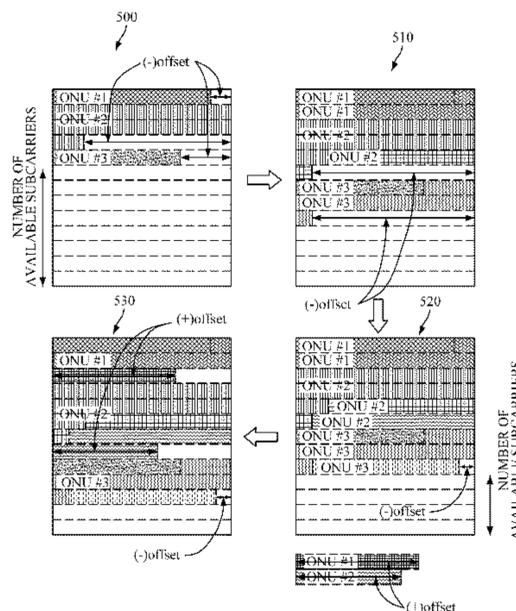 500
(-)offset
ONU #1
ONU #2
ONU #3
NUMBER OF
AVAILABLE SUBCARRIERS
510
ONU #1
ONU #1
ONU #2
ONU #2
ONU #3
ONU #3
(-)offset
530
(+)offset
ONU #1
ONU #2
ONU #3
(-)offset
520
ONU #1
ONU #1
ONU #2
ONU #2
ONU #2
ONU #3
ONU #3
ONU #3
(-)offset
NUMBER OF
AVAILABLE SUBCARRIERS
ONU #1
ONU #2
(+)offset